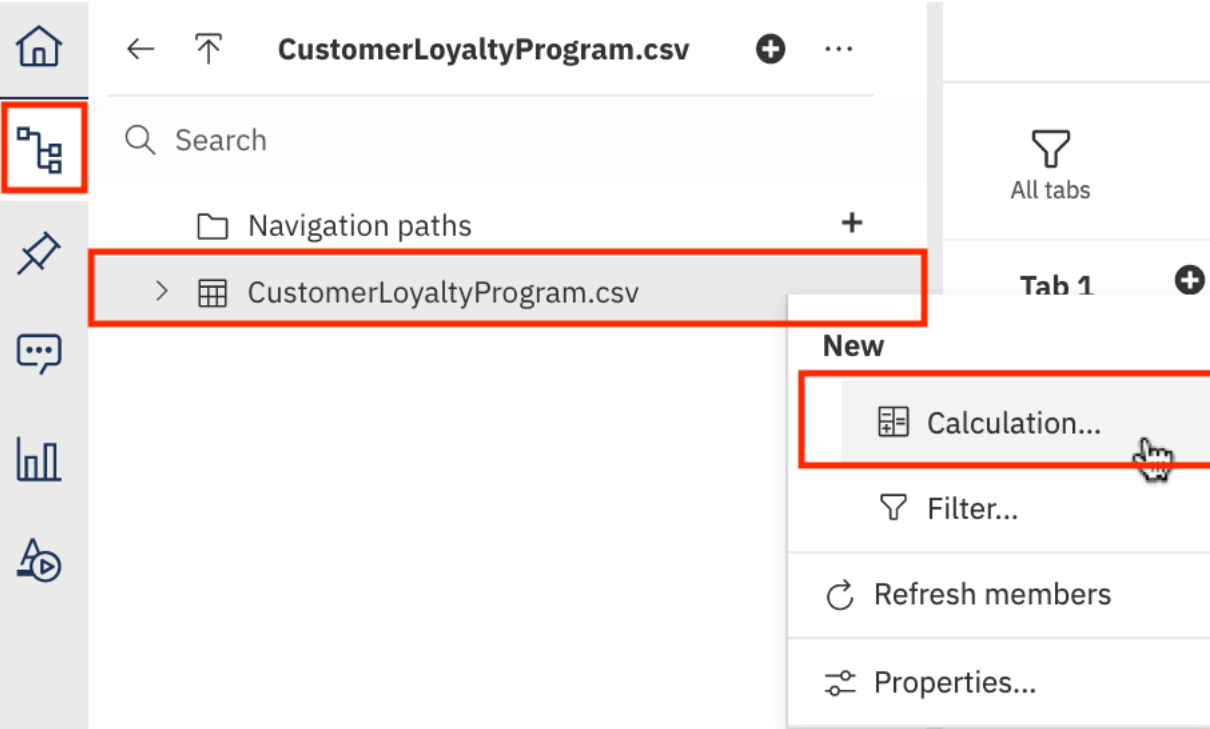 CustomerLoyaltyProgram.csv
Search
All tabs
Navigation paths
CustomerLoyaltyProgram.csv
Tab 1
New
Calculation...
Filter...
Refresh members
Properties...